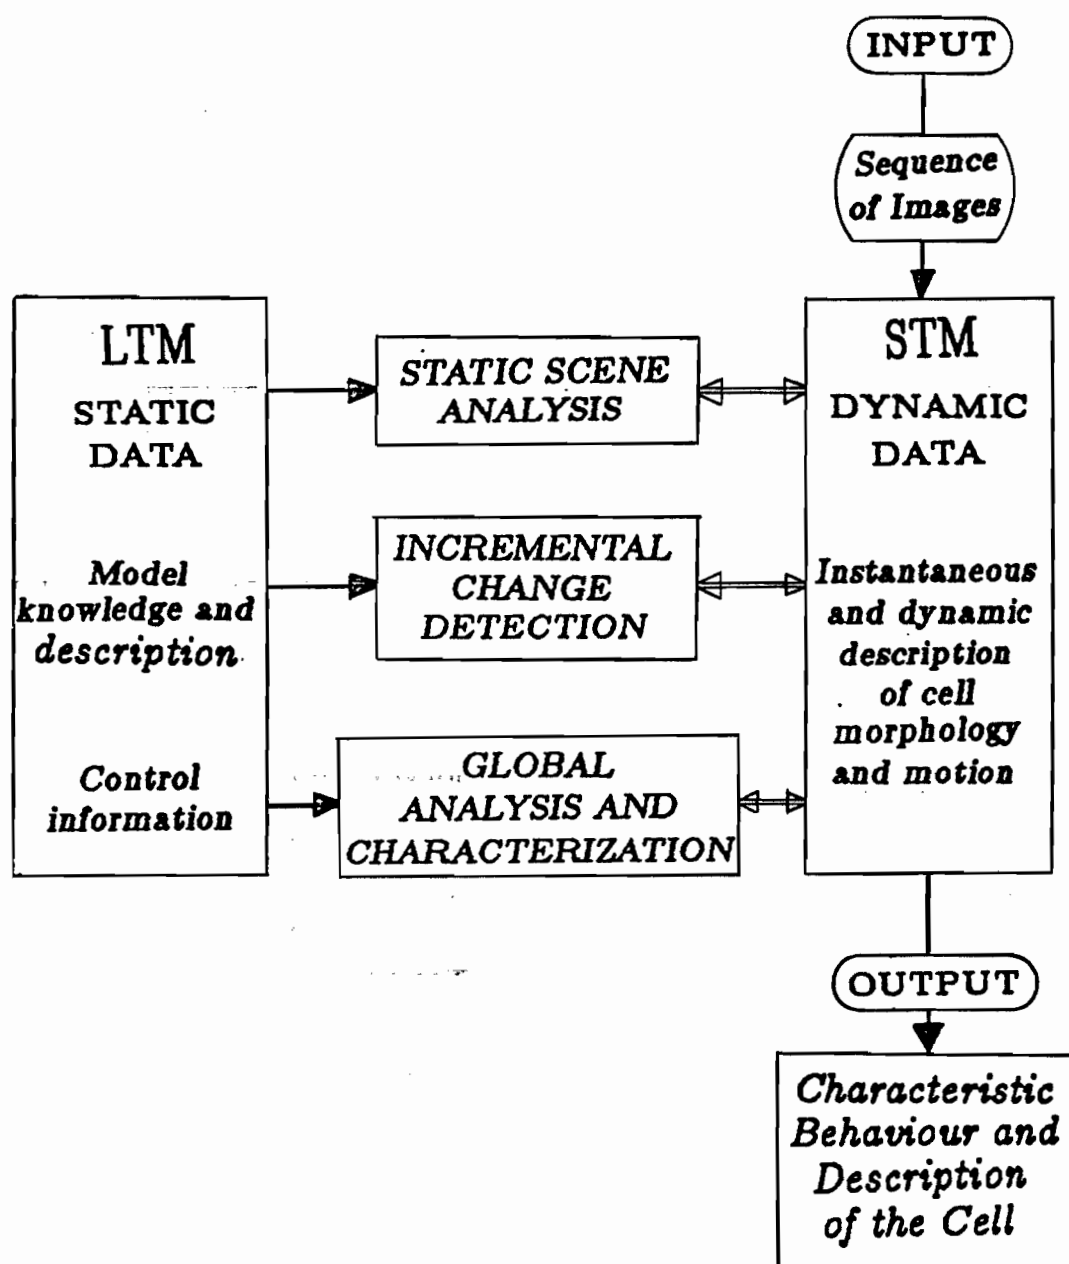 INPUT
Sequence
of Images
LTM
STATIC
DATA
Model
knowledge and
description
Control
information
STATIC SCENE
ANALYSIS
INCREMENTAL
CHANGE
DETECTION
GLOBAL
ANALYSIS AND
CHARACTERIZATION
STM
DYNAMIC
DATA
Instantaneous
and dynamic
description
of cell
morphology
and motion
OUTPUT
Characteristic
Behaviour and
Description
of the Cell